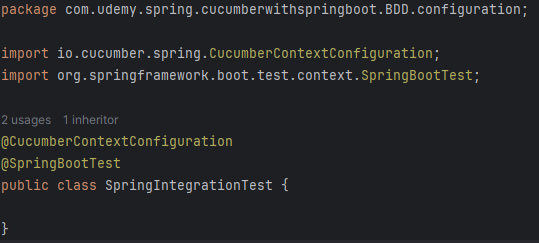 package com.udemy.spring.cucumberwithspringboot.BDD.configuration;
import io.cucumber.spring.CucumberContextConfiguration;
import org.springframework.boot.test.context.SpringBootTest;
2 usages 1 inheritor
@CucumberContextConfiguration
@SpringBootTest
public class SpringIntegrationTest {
}